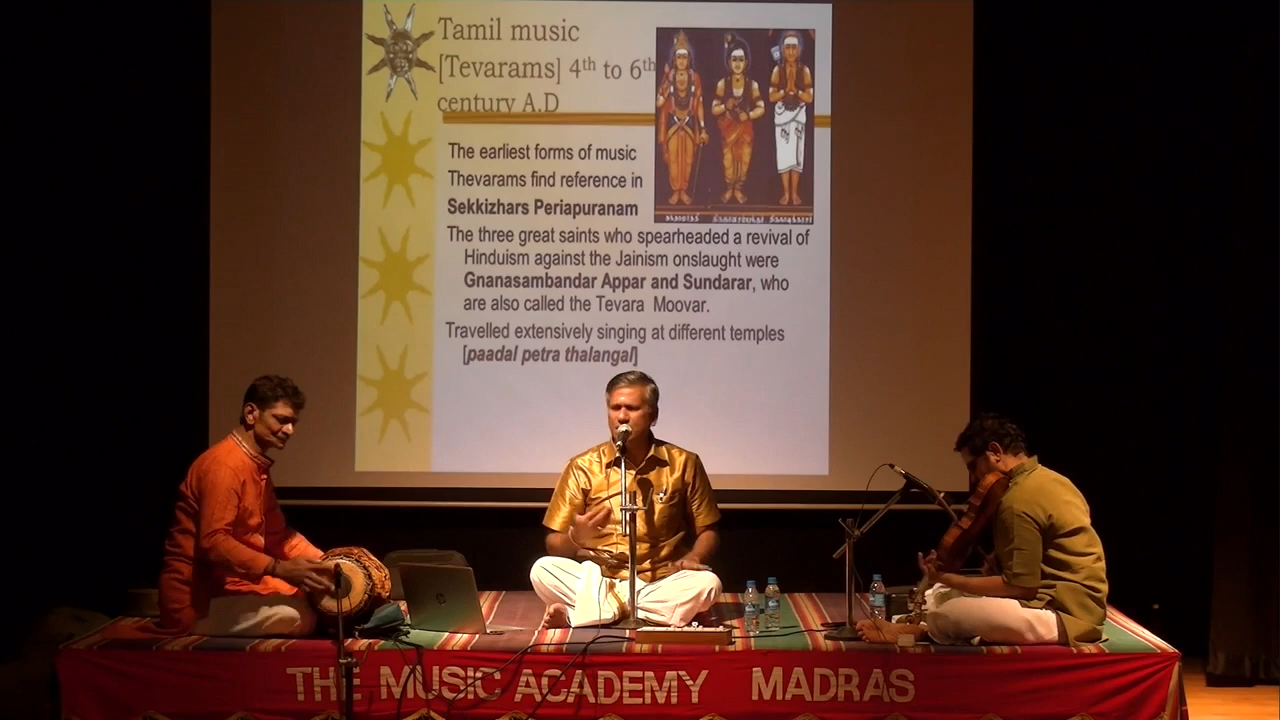 Tamil music
[Tevarams] 4th to 6th
century A.D
The earliest forms of music
Thevarams find reference in
Sekkizhars Periapuranam
The three great saints who spearheaded a revival of
Hinduism against the Jainism onslaught were
Gnanasambandar Appar and Sundarar, who
are also called the Tevara Moovar.
Travelled extensively singing at different temples
[paadal petra thalangal]
THE MUSIC ACADEMY MADRAS